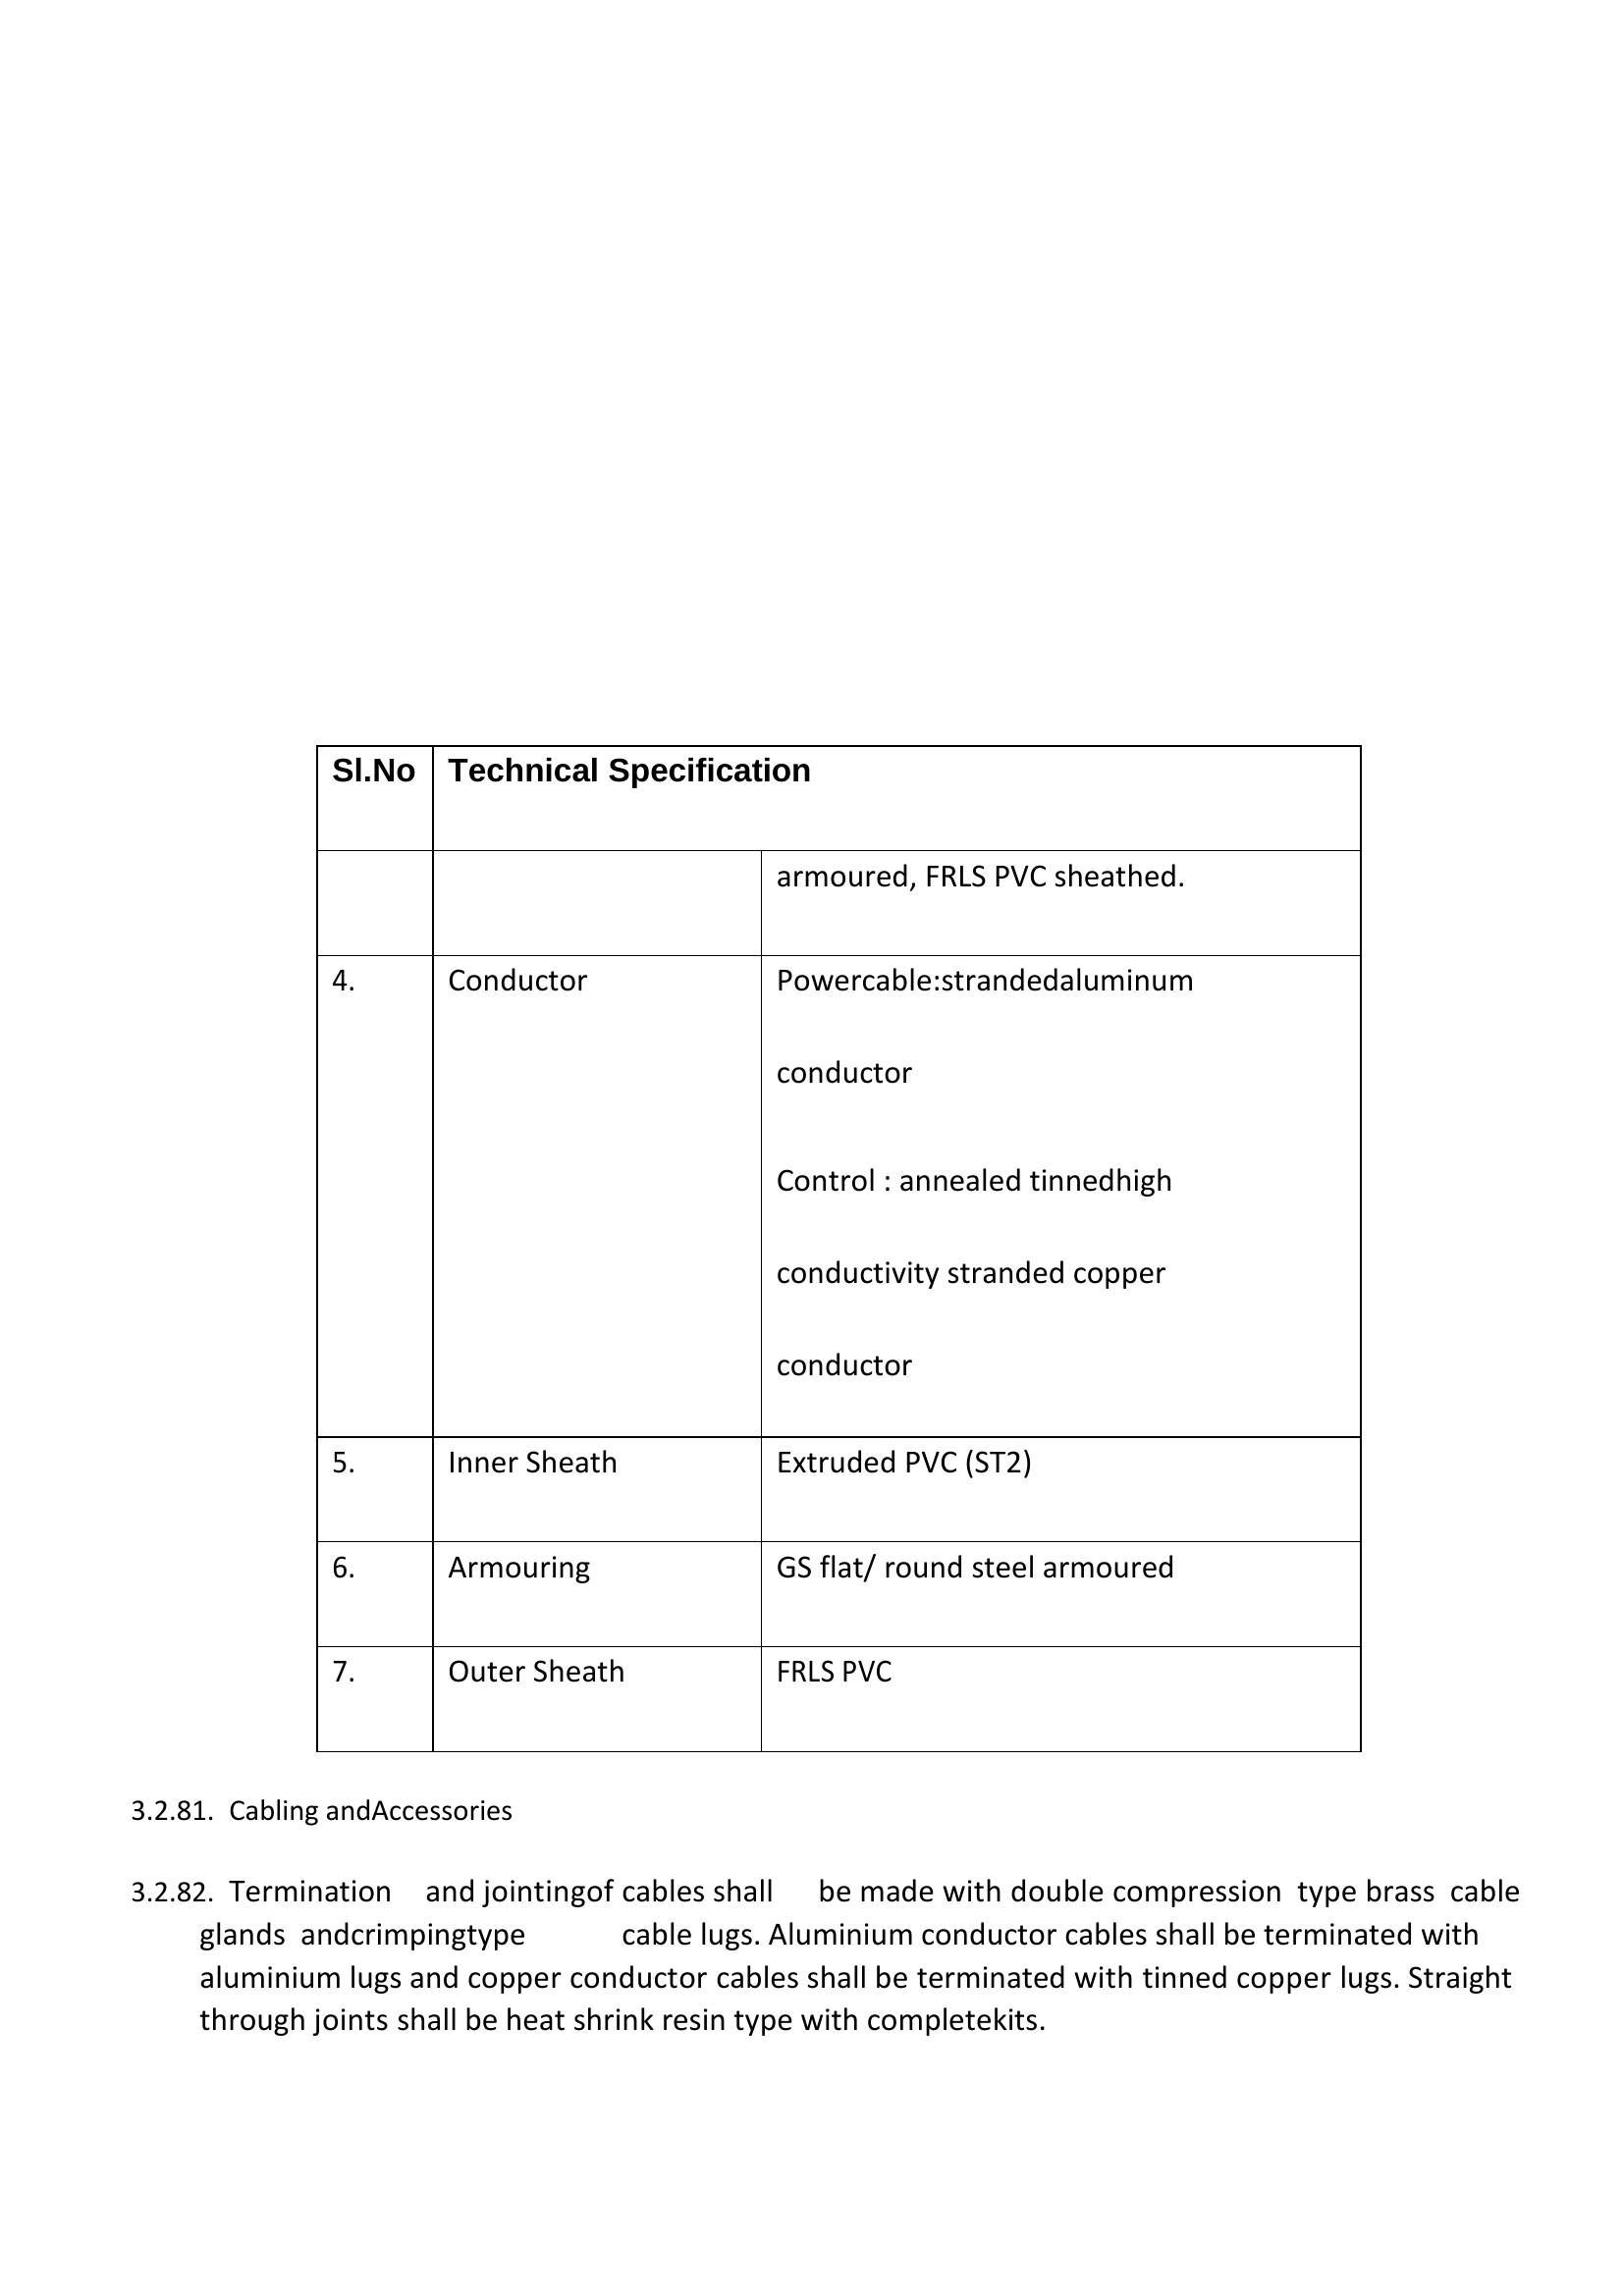 Sl.No Technical Specification
armoured, FRLS PVC sheathed.
4. Conductor Powercable:strandedaluminum
conductor
Control : annealed tinnedhigh
conductivity stranded copper
conductor
5. Inner Sheath Extruded PVC (ST2)
6. Armouring GS flat/ round steel armoured
7. Outer Sheath FRLS PVC
3.2.81. Cabling andAccessories
3.2.82. Termination and jointingof cables shall be made with double compression type brass cable
glands andcrimpingtype cable lugs. Aluminium conductor cables shall be terminated with
aluminium lugs and copper conductor cables shall be terminated with tinned copper lugs. Straight
through joints shall be heat shrink resin type with completekits.